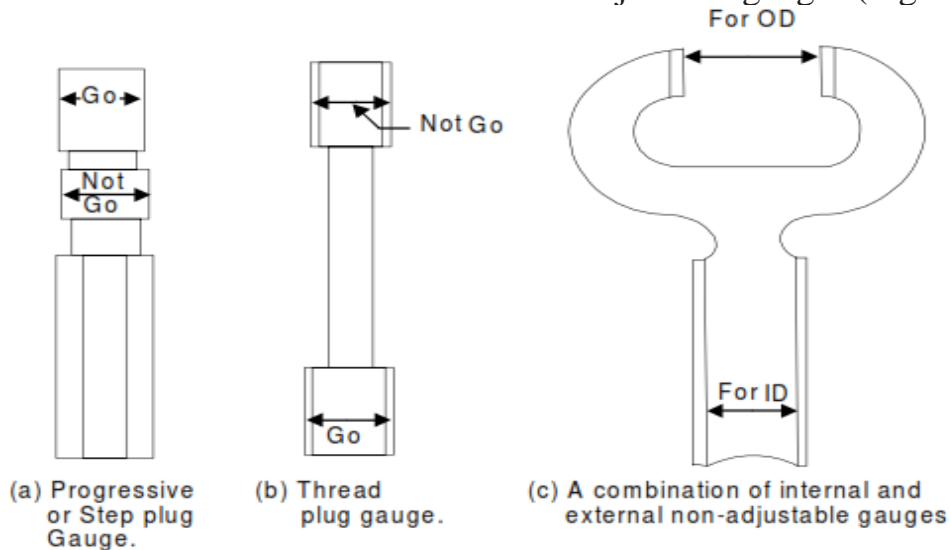 For OD
Go
Not
Go
Not Go
For ID
Go
(a) Progressive
or Step plug
Gauge.
(b) Thread
plug gauge.
(c) A combination of internal and
external non-adjustable gauges